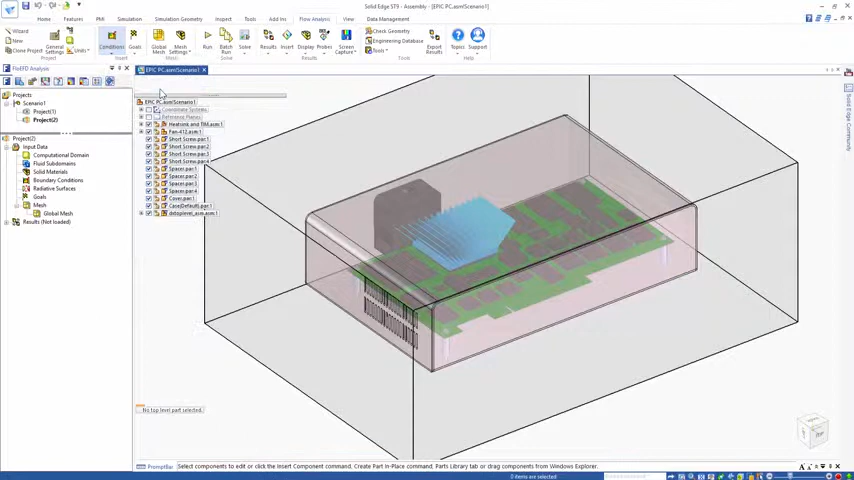 Solid Edge ST9 - Assembly - [EPIC PC.asm!Scenario1]
Home
Features
PMI
Simulation
Simulation Geometry
Inspect
Tools
Add Ins
Flow Analysis
View
Data Management
Wizard
New
Clone Project
General Settings
Units
Conditions
Goals
Global Mesh
Mesh Settings
Run
Batch Run
Solve
Results
Insert
Display
Probes
Screen Capture
Check Geometry
Engineering Database
Tools
Export Results
Topics
Support
Insert
Solve
Results
FloEFD Analysis
EPIC PC.asm!Scenario1
Projects
Scenario1
Project(1)
Project(2)
Project(2)
Input Data
Computational Domain
Fluid Subdomains
Solid Materials
Boundary Conditions
Radiative Surfaces
Mesh
Global Mesh
Results (Not loaded)
EPIC PC.asm!Scenario1
Coordinate Systems
Reference Planes
Heatsink and TIM.asm:1
Fan-412.asm:1
Short Screw.par:1
Short Screw.par:2
Short Screw.par:3
Short Screw.par:4
Spacer.par:1
Spacer.par:2
Spacer.par:3
Spacer.par:4
Cover.par:1
Case(Default).par:1
dxtoplevel_asm.asm:1
No top level part selected.
Solid Edge Community
PromptBar
Select components to edit or click the Insert Component command, Create Part In-Place command, Parts Library tab or drag components from Windows Explorer.
0 items are selected